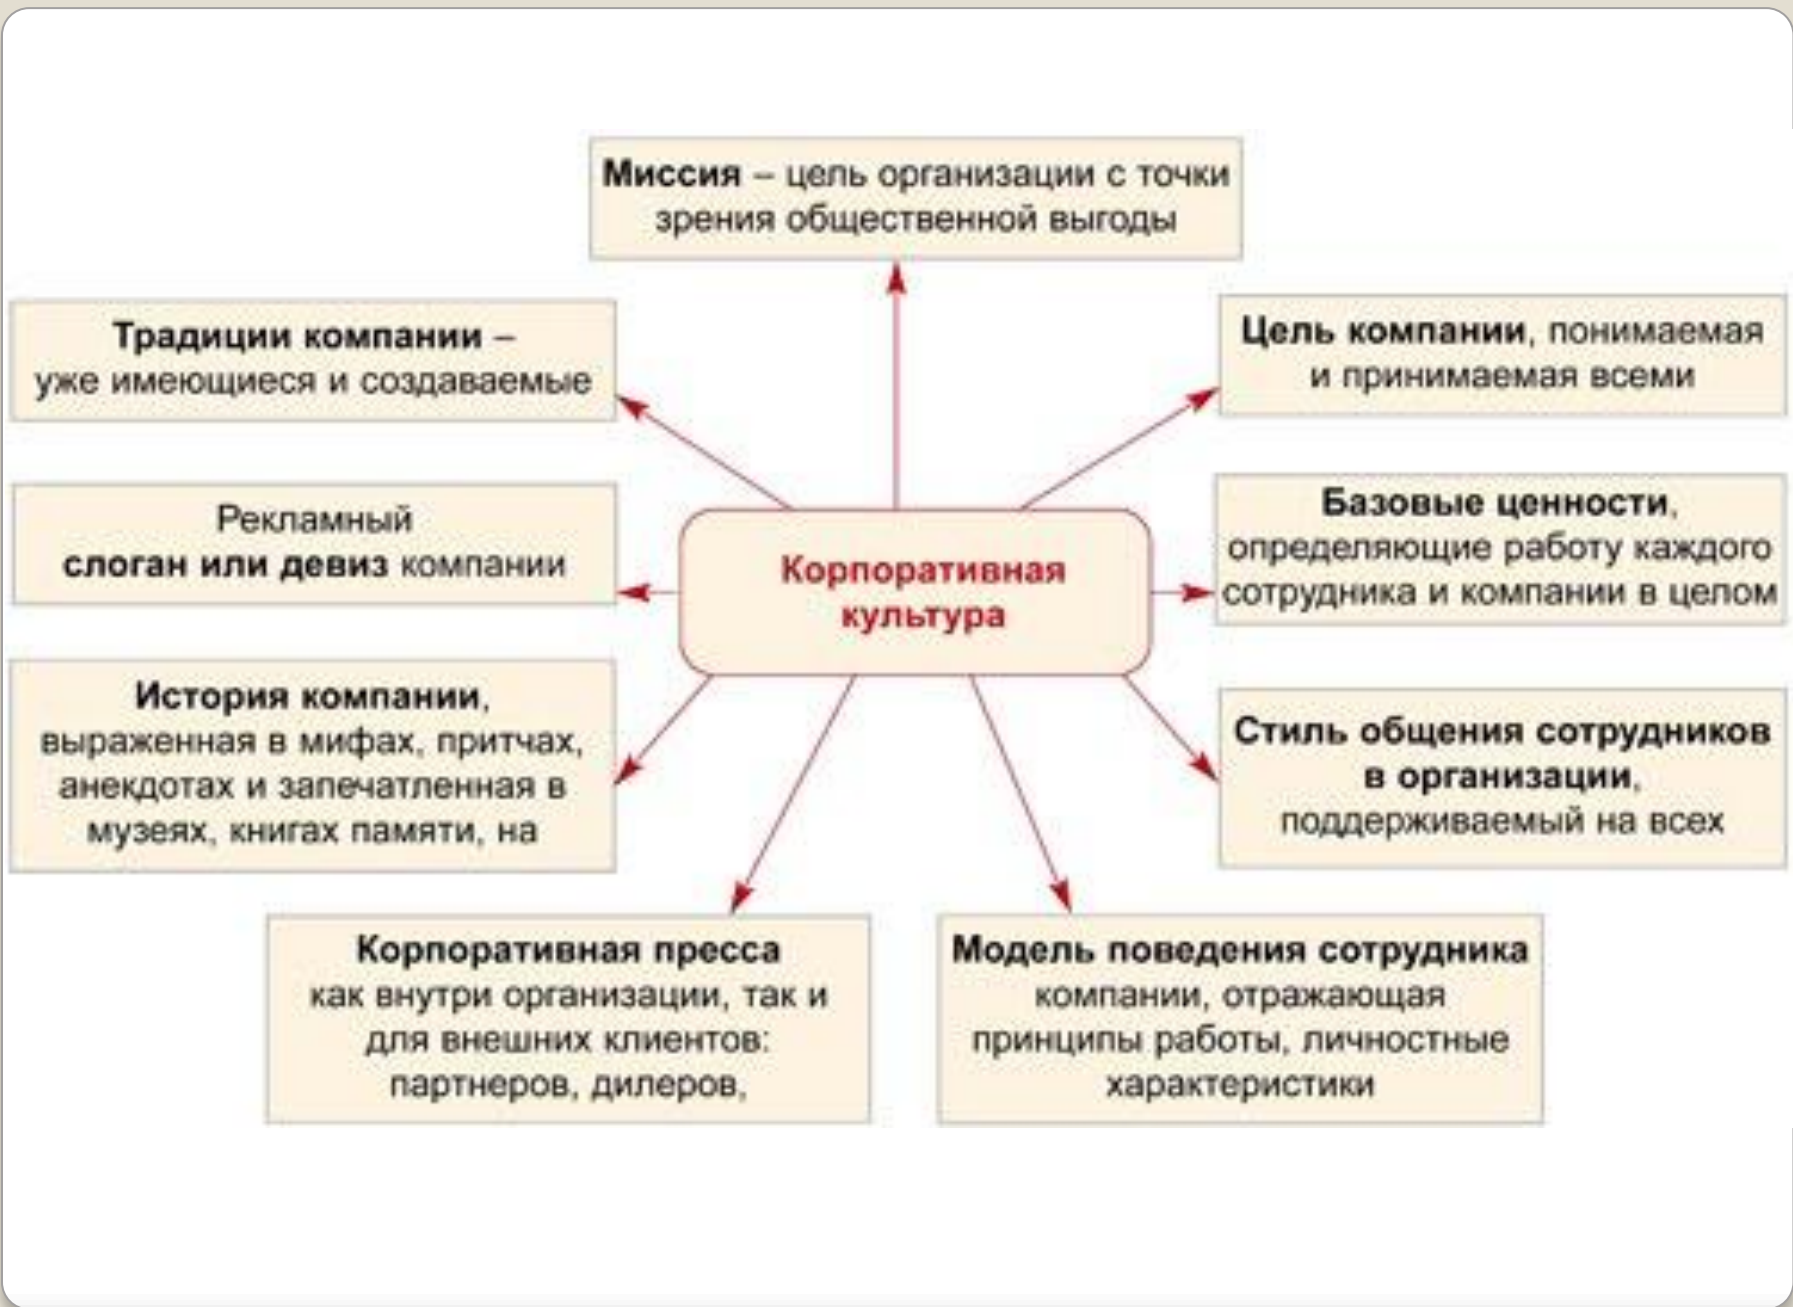 Миссия – цель организации с точки
зрения общественной выгоды
Традиции компании –
уже имеющиеся и создаваемые
Цель компании, понимаемая
и принимаемая всеми
Рекламный
слоган или девиз компании
Корпоративная
культура
Базовые ценности,
определяющие работу каждого
сотрудника и компании в целом
История компании,
выраженная в мифах, притчах,
анекдотах и запечатленная в
музеях, книгах памяти, на
Стиль общения сотрудников
в организации,
поддерживаемый на всех
Корпоративная пресса
как внутри организации, так и
для внешних клиентов:
партнеров, дилеров,
Модель поведения сотрудника
компании, отражающая
принципы работы, личностные
характеристики